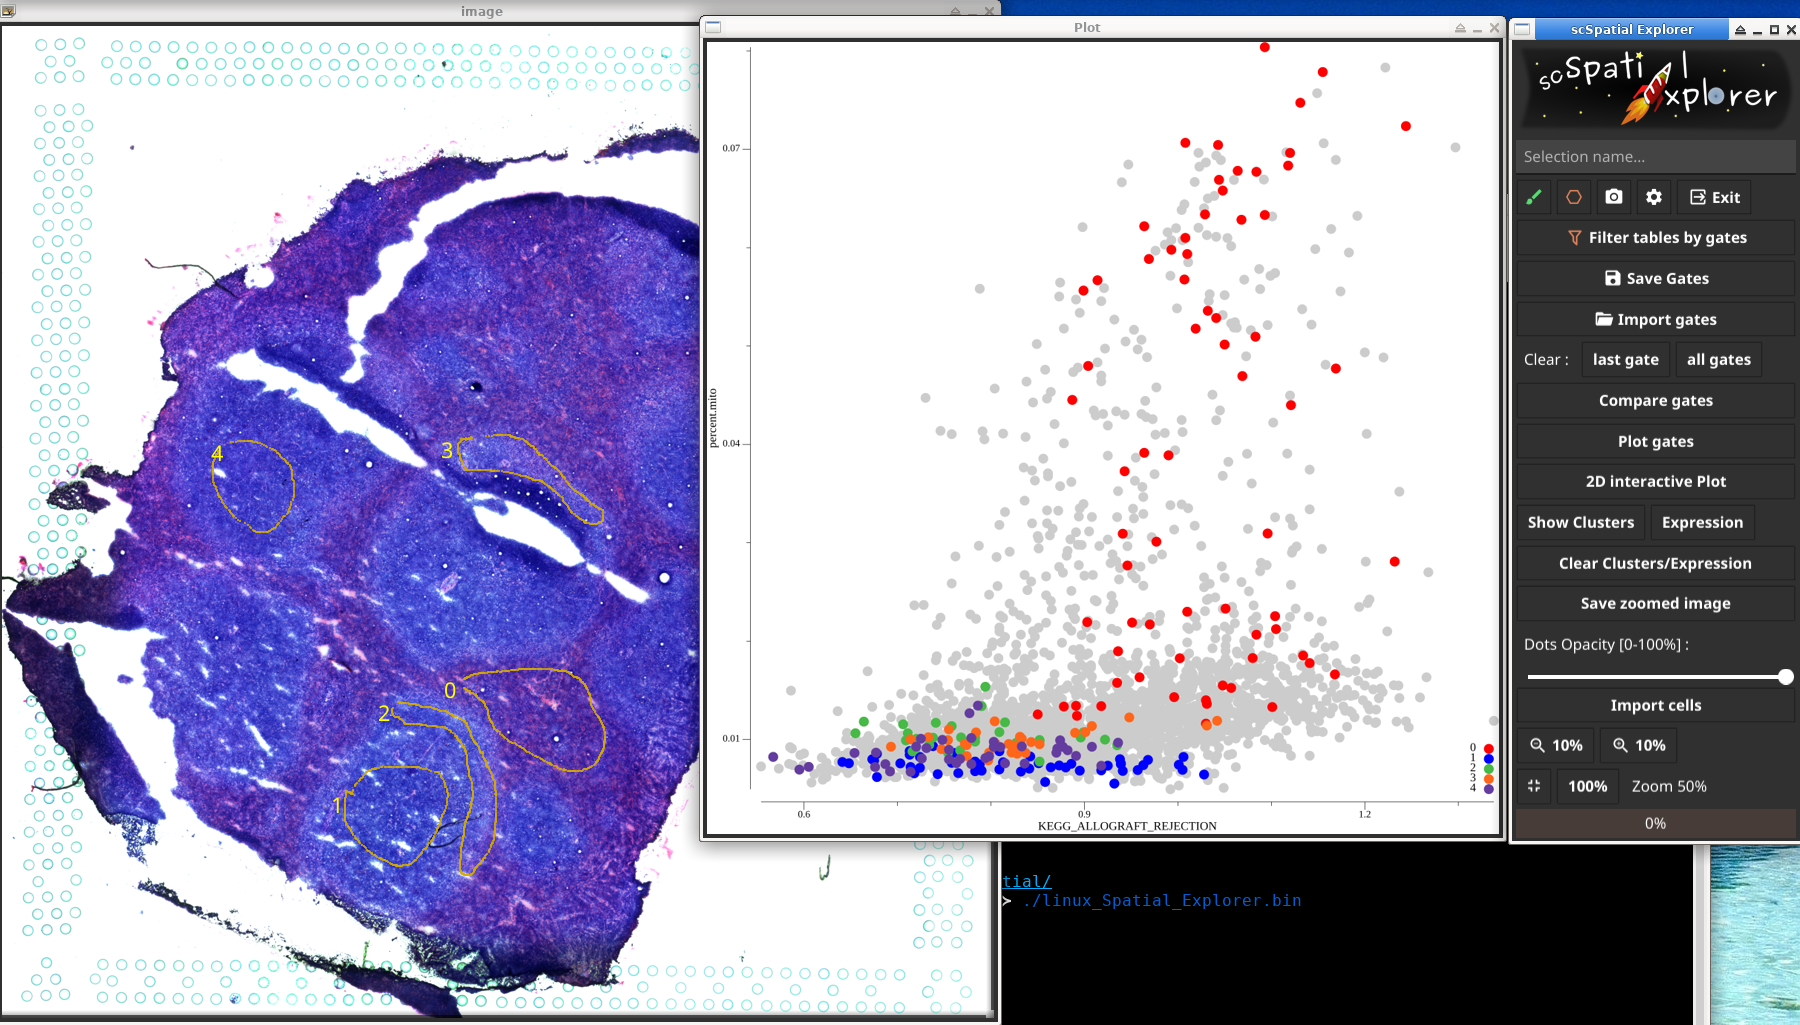 image
4
3
0
2
1
Plot
percent.mito
0.07
0.04
0.01
0.6
0.9
1.2
KEGG_ALLOGRAFT_REJECTION
0
1
2
3
4
scSpatial Explorer
scSpatial
Explorer
Selection name...
Exit
Filter tables by gates
Save Gates
Import gates
Clear : last gate all gates
Compare gates
Plot gates
2D interactive Plot
Show Clusters Expression
Clear Clusters/Expression
Save zoomed image
Dots Opacity [0-100%] :
Import cells
10% 10%
100% Zoom 50%
0%
tial/
> ./linux_Spatial_Explorer.bin